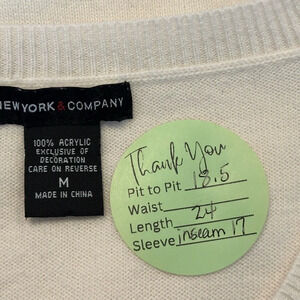 NEW YORK & COMPANY
100% ACRYLIC
EXCLUSIVE OF
DECORATION
CARE ON REVERSE
M
MADE IN CHINA
Thank You
Pit to Pit 18.5
Waist
Length 24
Sleeve inseam 17